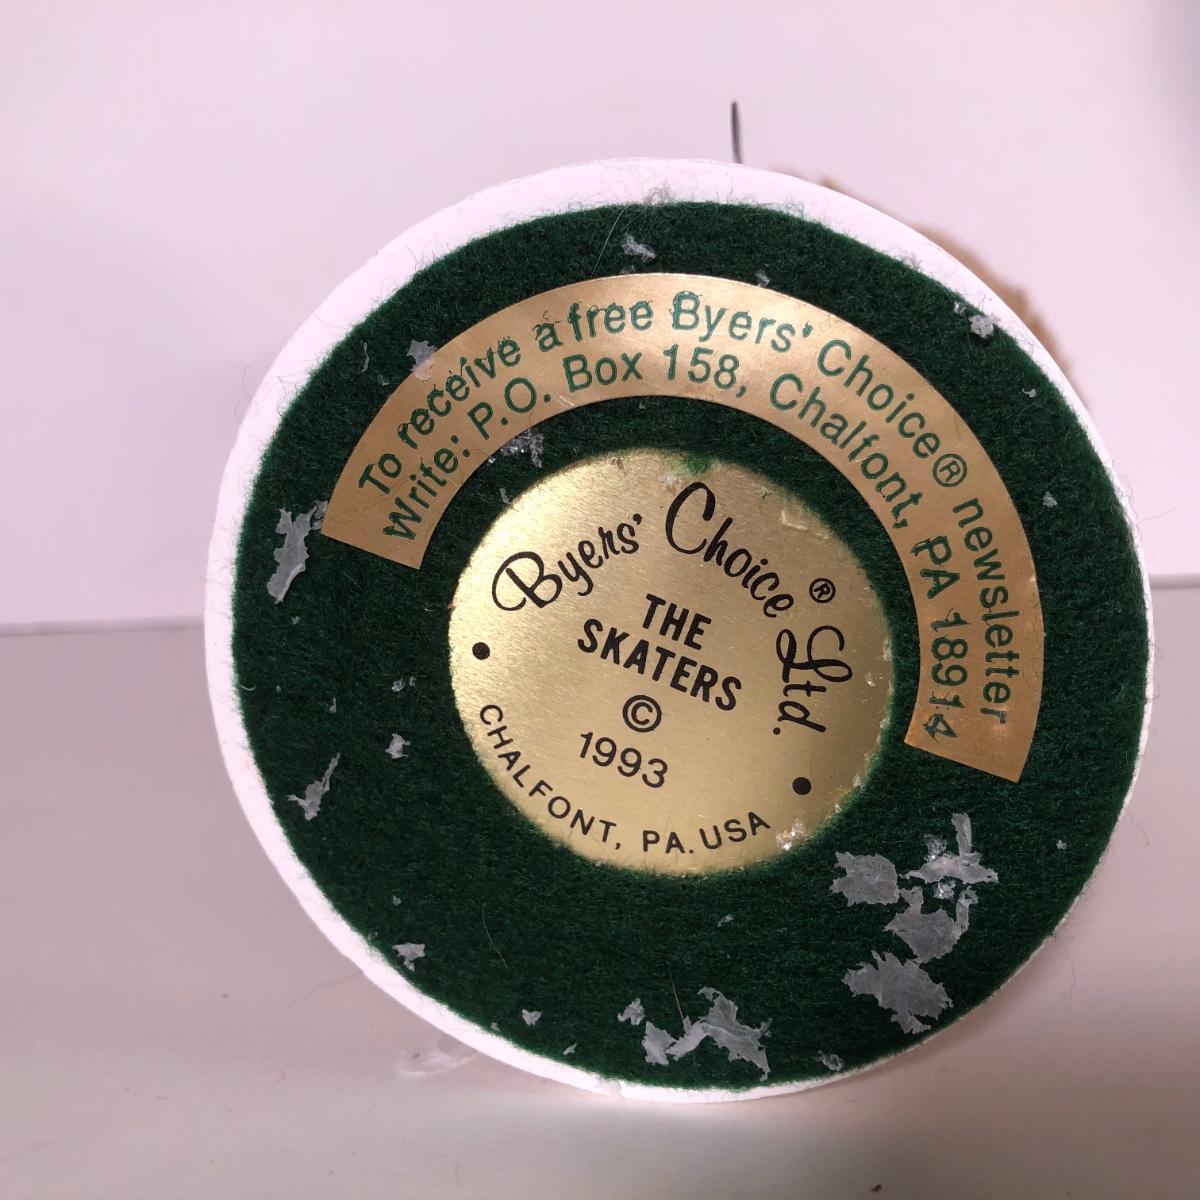 To receive a free Byers' Choice® newsletter
Write: P.O. Box 158, Chalfont, PA 18914
Byers' Choice® Ltd.
THE
SKATERS
©
1993
CHALFONT, PA. USA